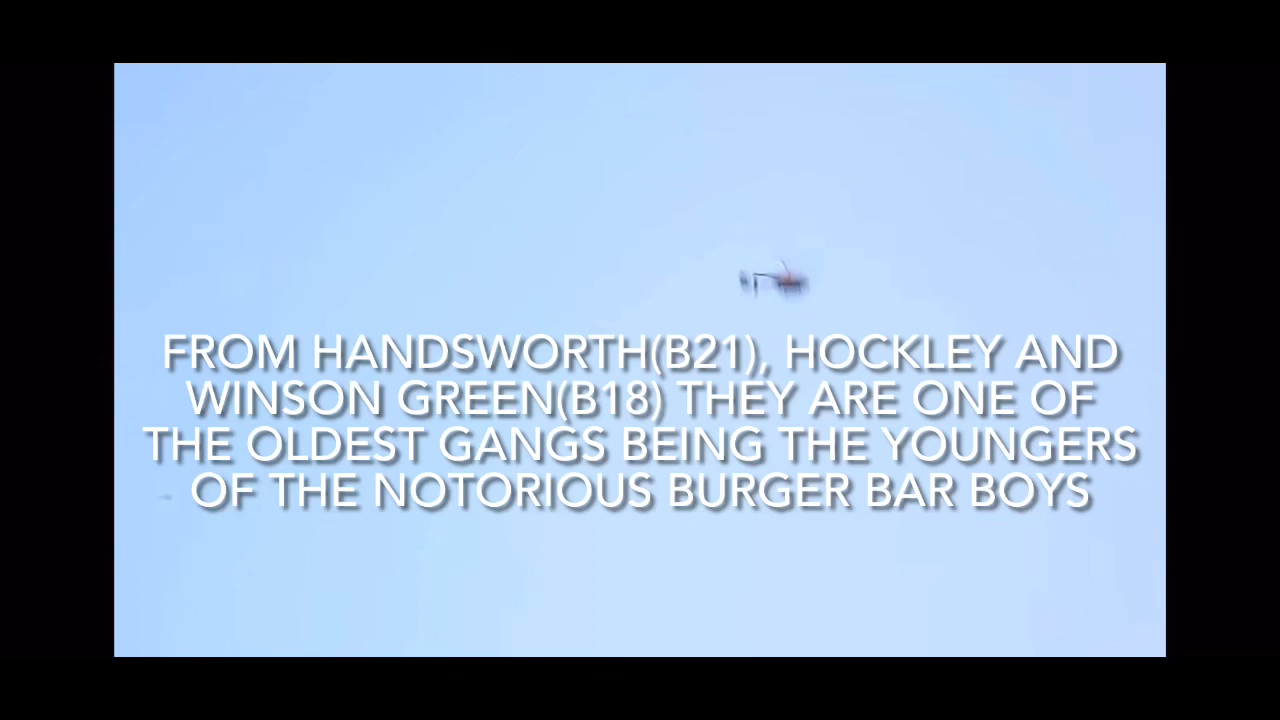 FROM HANDSWORTH(B21), HOCKLEY AND
WINSON GREEN(B18) THEY ARE ONE OF
THE OLDEST GANGS BEING THE YOUNGERS
OF THE NOTORIOUS BURGER BAR BOYS